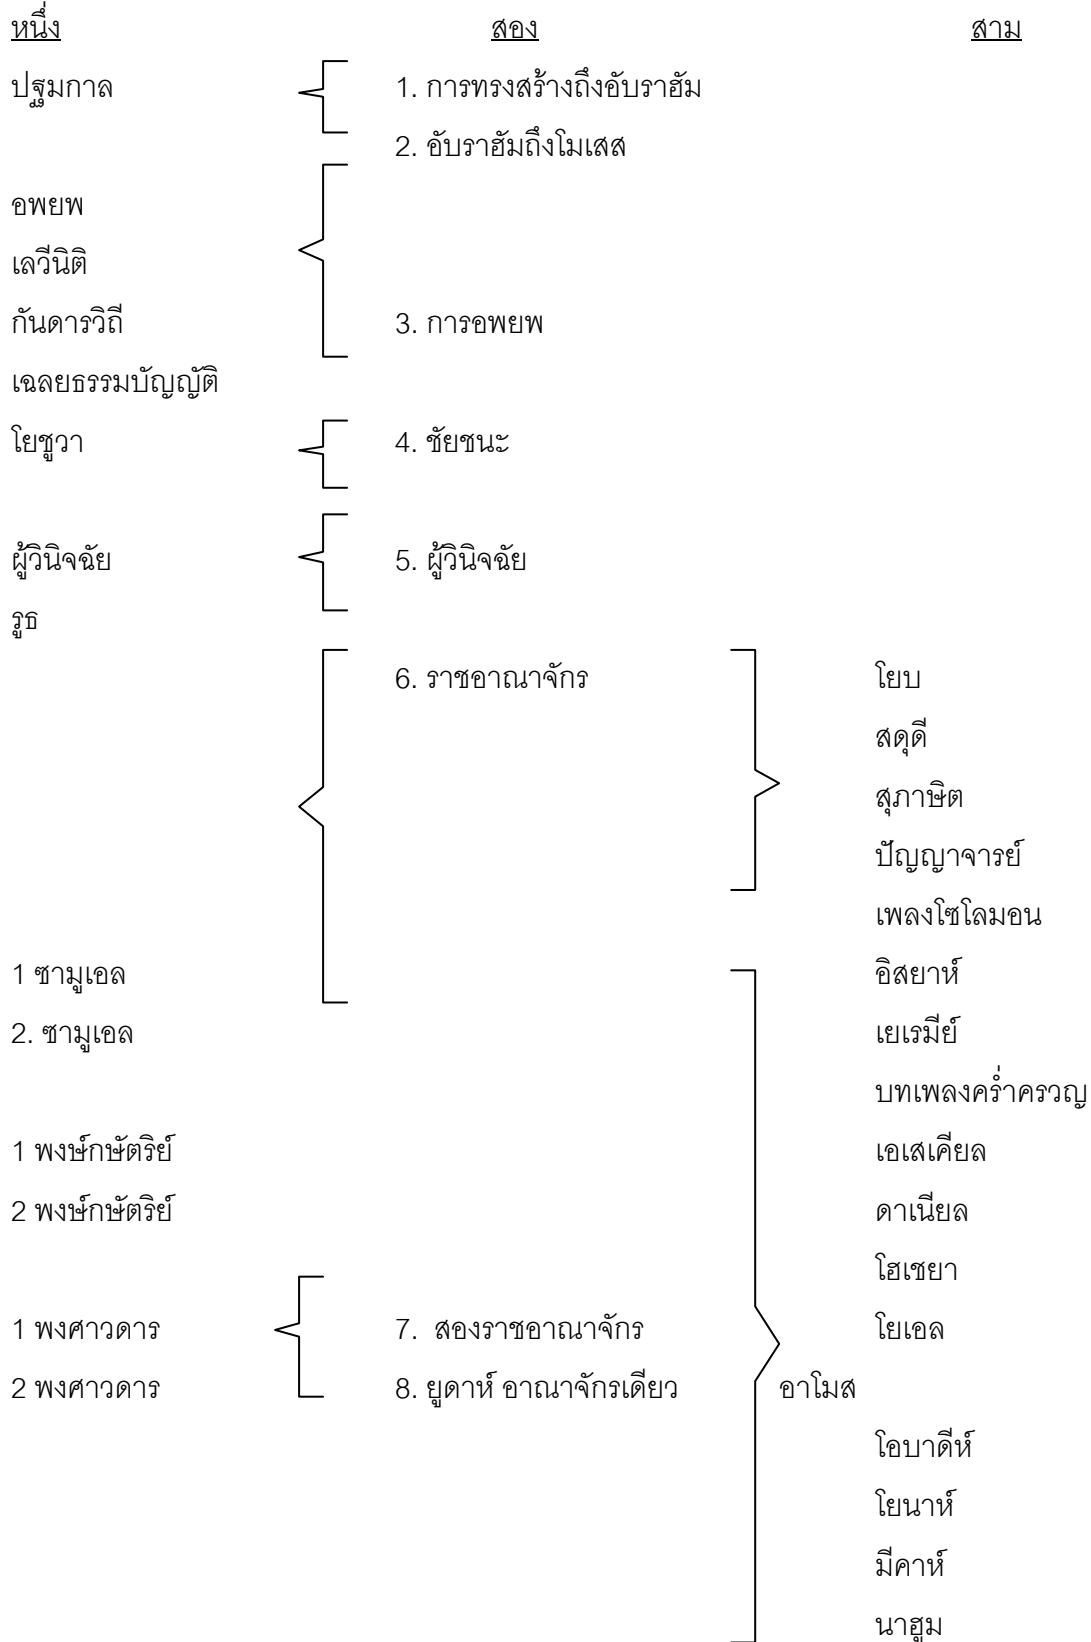 หนึ่ง สอง สาม
ปฐมกาล 1. การทรงสร้างถึงอับราฮัม
2. อับราฮัมถึงโมเสส
อพยพ
เลวีนิติ
กันดารวิถี 3. การอพยพ
เฉลยธรรมบัญญัติ
โยชูวา 4. ชัยชนะ
ผู้วินิจฉัย 5. ผู้วินิจฉัย
รูธ
6. ราชอาณาจักร โยบ
สดุดี
สุภาษิต
ปัญญาจารย์
เพลงโซโลมอน
1 ซามูเอล อิสยาห์
2. ซามูเอล เยเรมีย์
บทเพลงคร่ำครวญ
1 พงษ์กษัตริย์ เอเสเคียล
2 พงษ์กษัตริย์ ดาเนียล
โฮเชยา
1 พงศาวดาร 7. สองราชอาณาจักร โยเอล
2 พงศาวดาร 8. ยูดาห์ อาณาจักรเดียว อาโมส
โอบาดีห์
โยนาห์
มีคาห์
นาฮูม